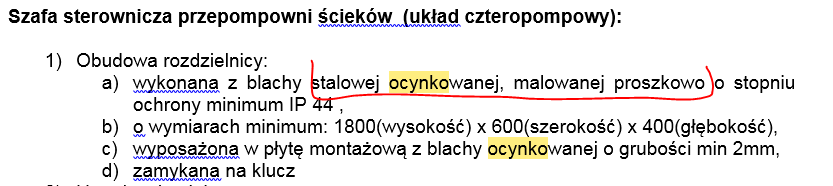 Szafa sterownicza przepompowni ścieków (układ czteropompowy):
1) Obudowa rozdzielnicy:
a) wykonana z blachy stalowej ocynkowanej, malowanej proszkowo o stopniu
ochrony minimum IP 44 ,
b) o wymiarach minimum: 1800(wysokość) x 600(szerokość) x 400(głębokość),
c) wyposażona w płytę montażową z blachy ocynkowanej o grubości min 2mm,
d) zamykana na klucz